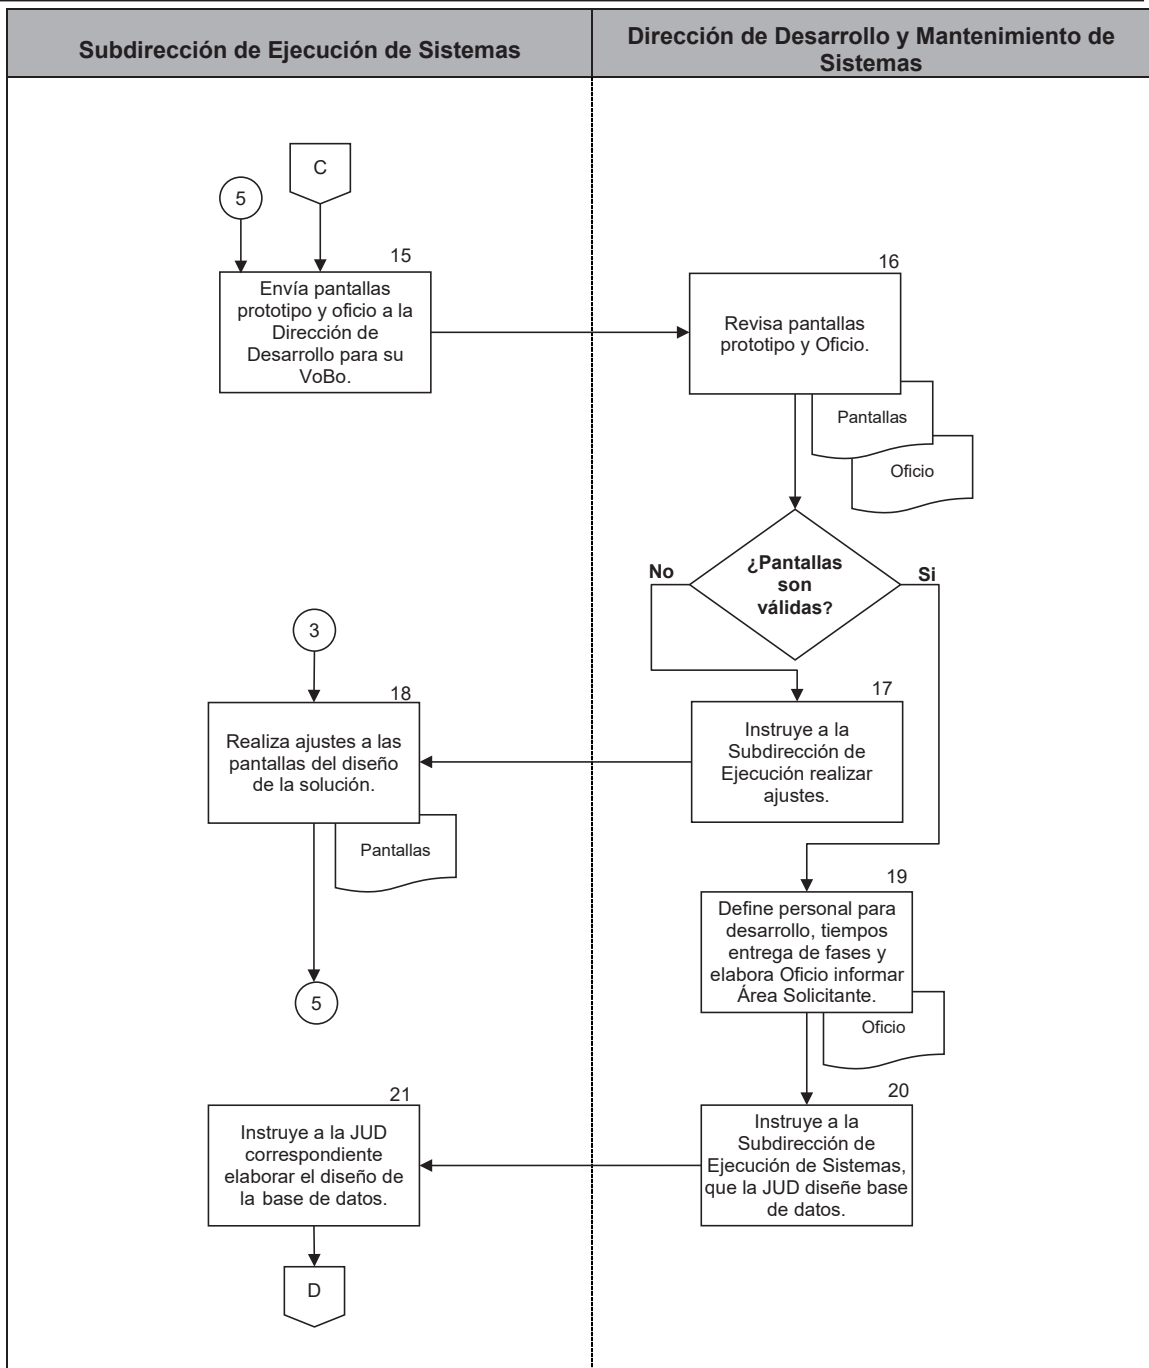 Subdirección de Ejecución de Sistemas
Dirección de Desarrollo y Mantenimiento de
Sistemas
C
5
15
Envía pantallas
prototipo y oficio a la
Dirección de
Desarrollo para su
VoBo.
16
Revisa pantallas
prototipo y Oficio.
Pantallas
Oficio
¿Pantallas
son
válidas?
No
Si
3
18
Realiza ajustes a las
pantallas del diseño
de la solución.
Pantallas
17
Instruye a la
Subdirección de
Ejecución realizar
ajustes.
5
19
Define personal para
desarrollo, tiempos
entrega de fases y
elabora Oficio informar
Área Solicitante.
Oficio
20
Instruye a la
Subdirección de
Ejecución de Sistemas,
que la JUD diseñe base
de datos.
21
Instruye a la JUD
correspondiente
elaborar el diseño de
la base de datos.
D